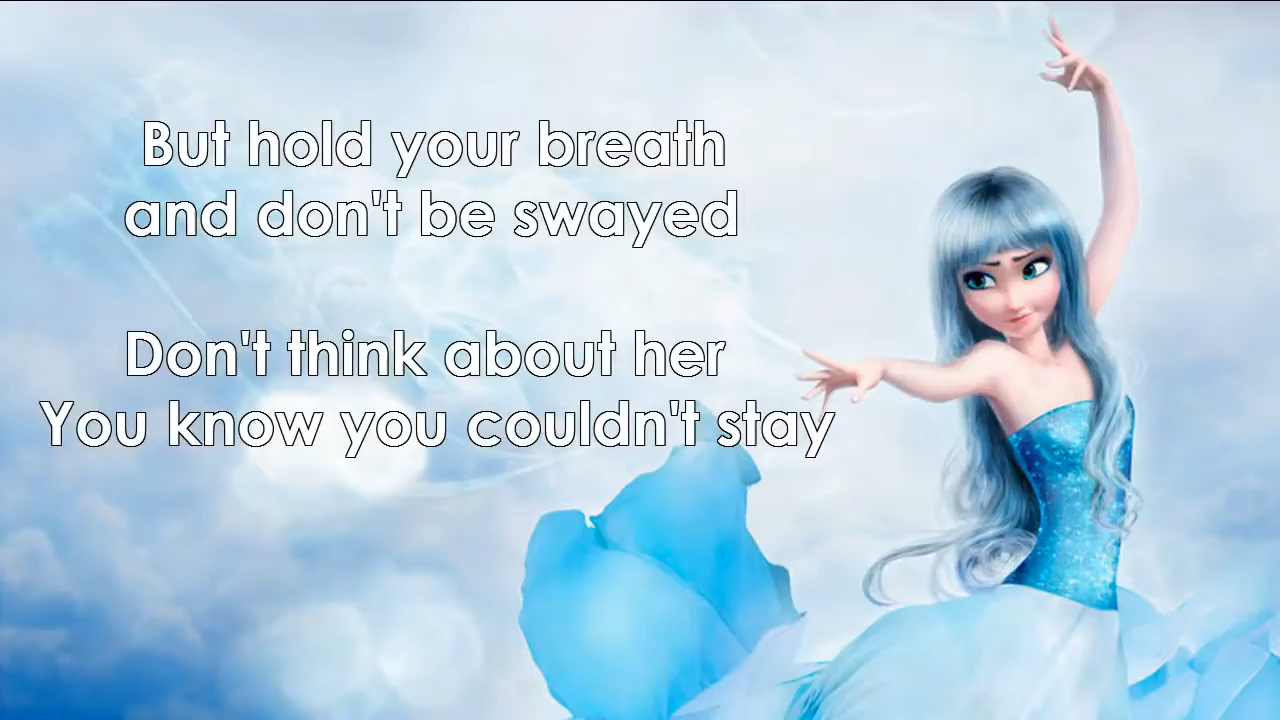 But hold your breath
and don't be swayed
Don't think about her
You know you couldn't stay